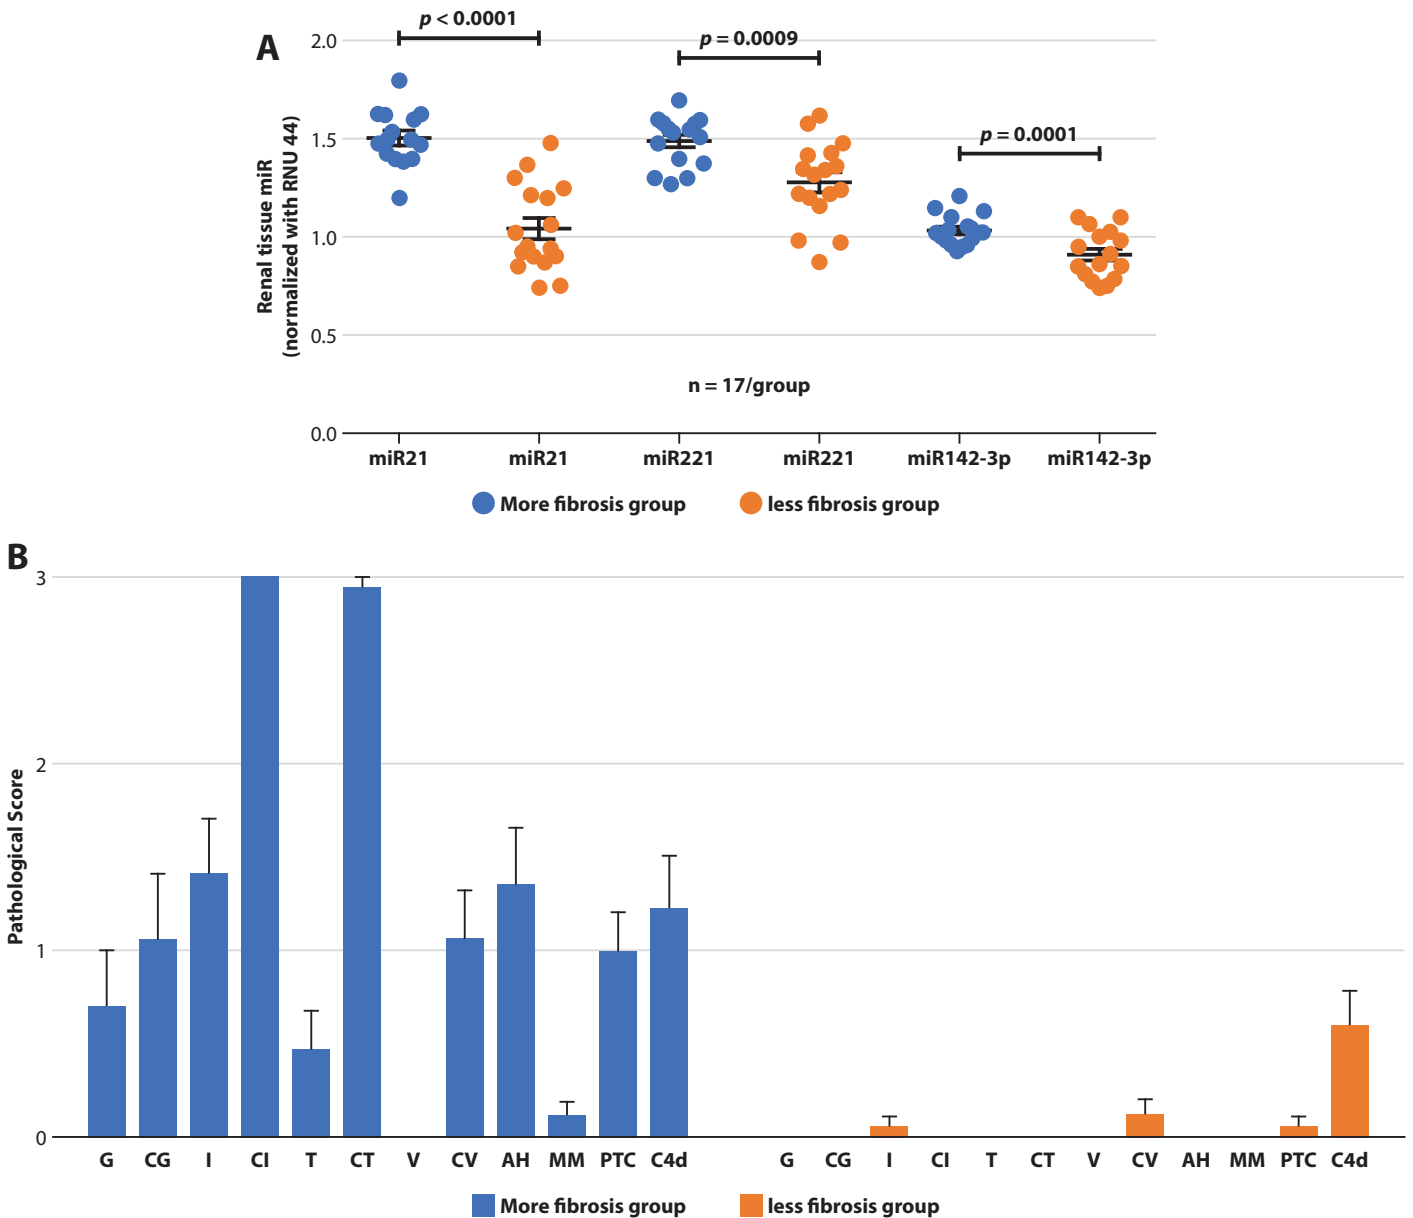 A
p < 0.0001
p = 0.0009
p = 0.0001
Renal tissue miR
(normalized with RNU 44)
2.0
1.5
1.0
0.5
0.0
n = 17/group
miR21 miR21 miR221 miR221 miR142-3p miR142-3p
More fibrosis group less fibrosis group
B
Pathological Score
3
2
1
0
G CG I CI T CT V CV AH MM PTC C4d G CG I CI T CT V CV AH MM PTC C4d
More fibrosis group less fibrosis group